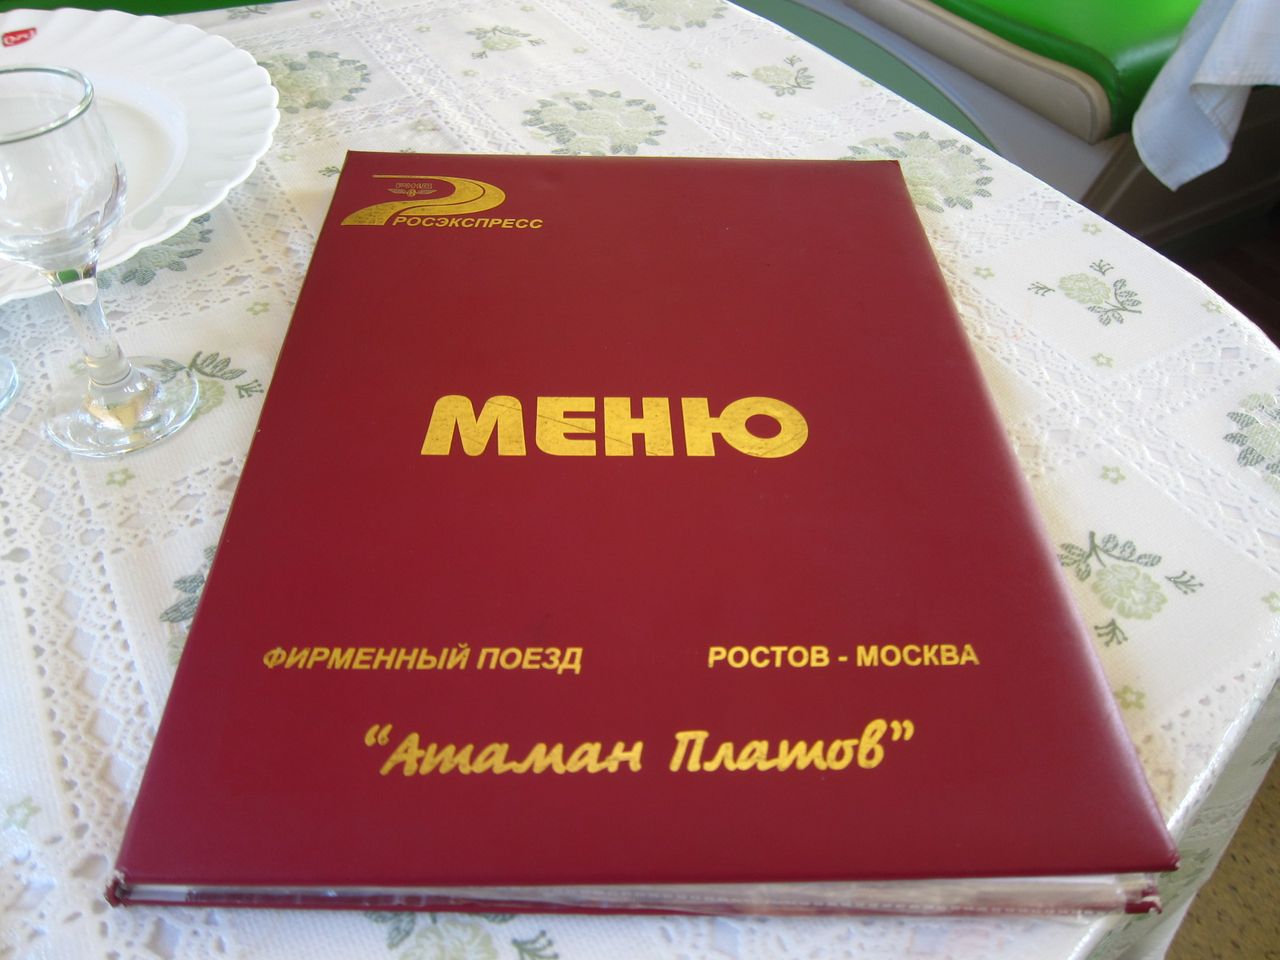 РОСЭКСПРЕСС
МЕНЮ
ФИРМЕННЫЙ ПОЕЗД РОСТОВ - МОСКВА
“Атаман Платов”